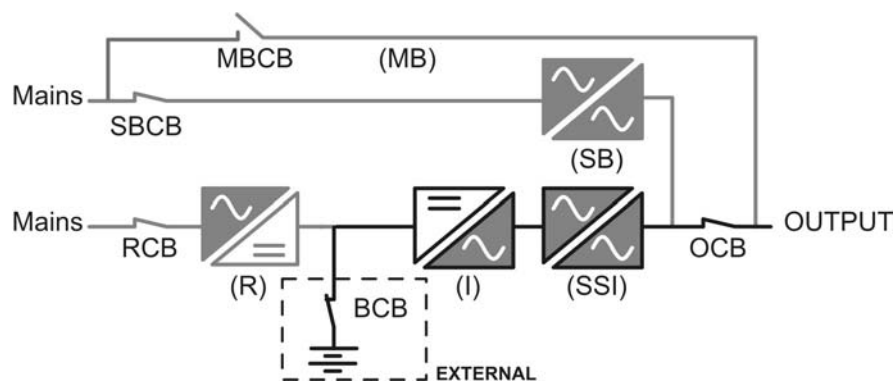 MBCB
(MB)
Mains
SBCB
(SB)
Mains
RCB
OCB
OUTPUT
(R)
(I)
(SSI)
BCB
EXTERNAL